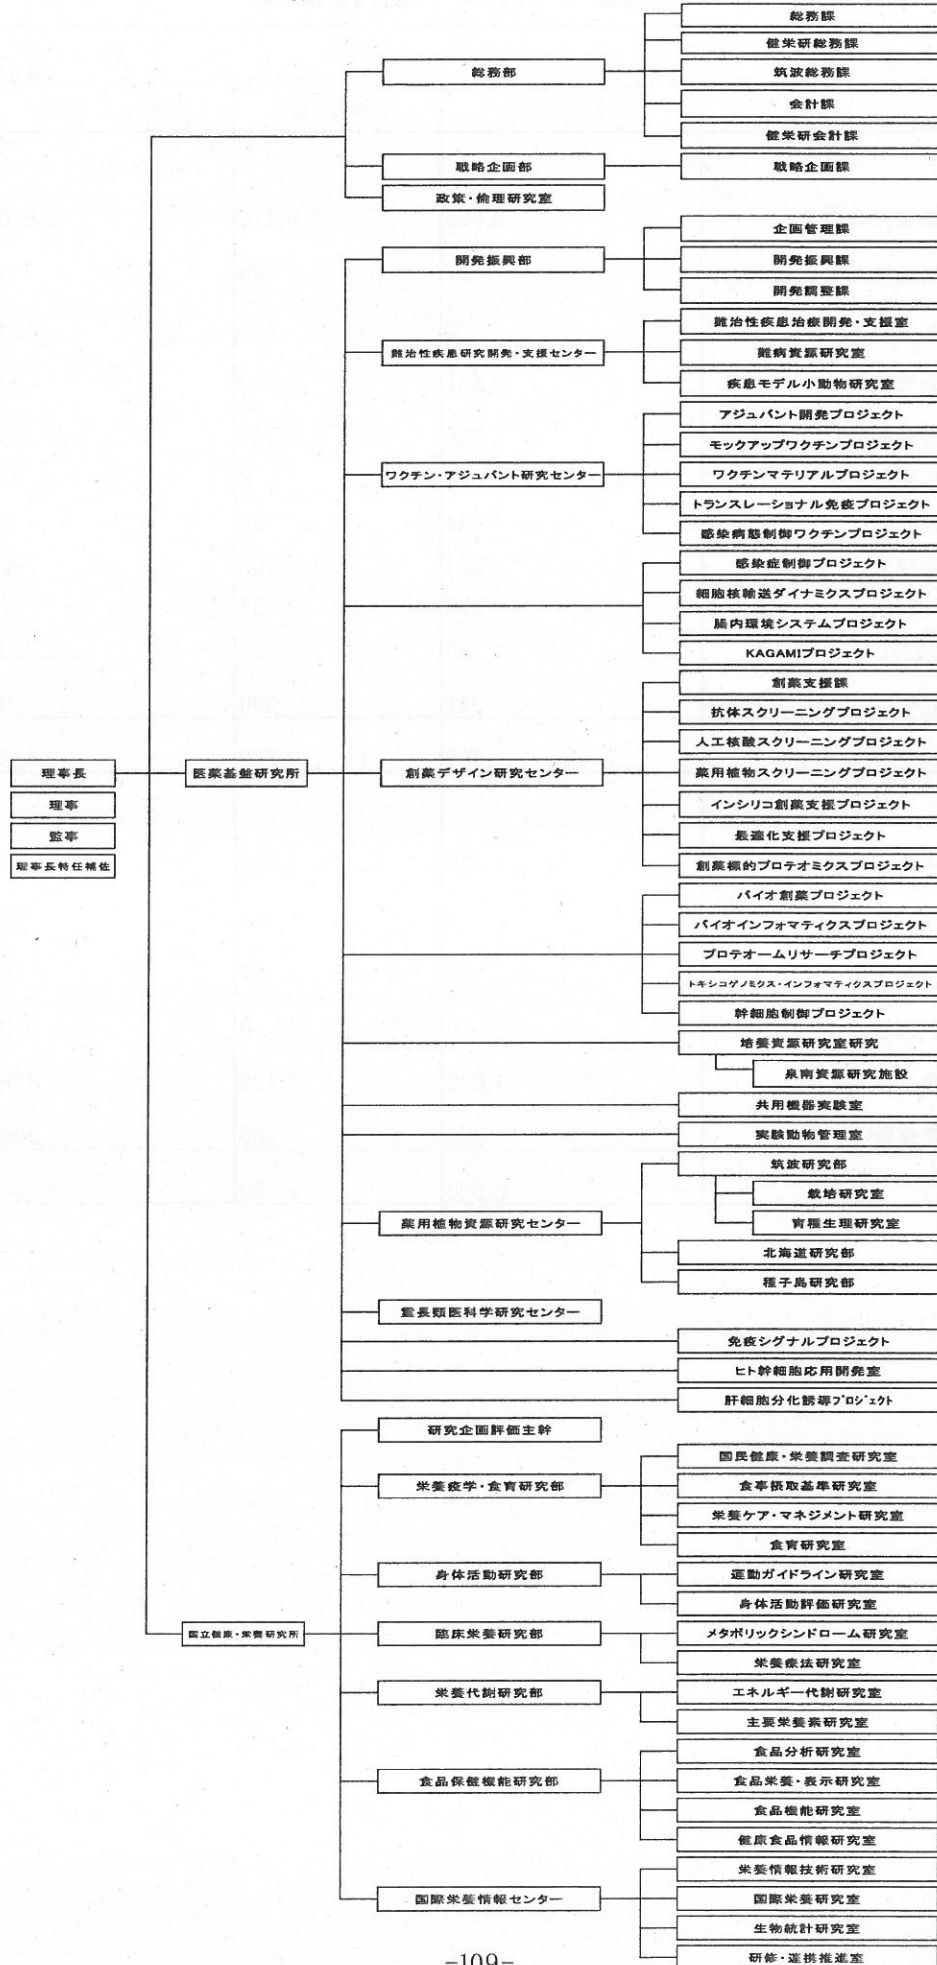 総務課
健栄研総務課
総務部
筑波総務課
会計課
健栄研会計課
戦略企画部
戦略企画課
政策・倫理研究室
企画管理課
開発振興部
開発振興課
開発調整課
難治性疾患治療開発・支援室
難治性疾患研究開発・支援センター
難病資源研究室
疾患モデル小動物研究室
アジュバント開発プロジェクト
モックアップワクチンプロジェクト
ワクチン・アジュバント研究センター
ワクチンマテリアルプロジェクト
トランスレーショナル免疫プロジェクト
感染病態制御ワクチンプロジェクト
感染症制御プロジェクト
細胞核輸送ダイナミクスプロジェクト
腸内環境システムプロジェクト
KAGAMIプロジェクト
創薬支援課
抗体スクリーニングプロジェクト
人工核酸スクリーニングプロジェクト
理事長
医薬基盤研究所
創薬デザイン研究センター
薬用植物スクリーニングプロジェクト
理事
インシリコ創薬支援プロジェクト
監事
最適化支援プロジェクト
理事長特任補佐
創薬標的プロテオミクスプロジェクト
バイオ創薬プロジェクト
バイオインフォマティクスプロジェクト
プロテオームリサーチプロジェクト
トキシコゲノミクス・インフォマティクスプロジェクト
幹細胞制御プロジェクト
培養資源研究室研究
泉南資源研究施設
共用機器実験室
実験動物管理室
筑波研究部
栽培研究室
薬用植物資源研究センター
育種生理研究室
北海道研究部
種子島研究部
霊長類医科学研究センター
免疫シグナルプロジェクト
ヒト幹細胞応用開発室
肝細胞分化誘導プロジェクト
研究企画評価主幹
国民健康・栄養調査研究室
栄養疫学・食育研究部
食事摂取基準研究室
栄養ケア・マネジメント研究室
食育研究室
身体活動研究部
運動ガイドライン研究室
身体活動評価研究室
国立健康・栄養研究所
臨床栄養研究部
メタボリックシンドローム研究室
栄養療法研究室
栄養代謝研究部
エネルギー代謝研究室
主要栄養素研究室
食品分析研究室
食品保健機能研究部
食品栄養・表示研究室
食品機能研究室
健康食品情報研究室
栄養情報技術研究室
国際栄養情報センター
国際栄養研究室
生物統計研究室
研修・連携推進室
-109-